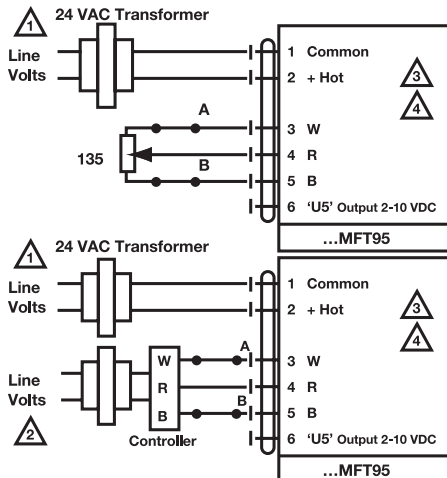 1
24 VAC Transformer
Line
Volts
1 Common
2 + Hot
3
4
A
135
B
3 W
4 R
5 B
6 'U5' Output 2-10 VDC
...MFT95
1
24 VAC Transformer
Line
Volts
1 Common
2 + Hot
3
4
Line
Volts
2
W
R
B
Controller
A
B
3 W
4 R
5 B
6 'U5' Output 2-10 VDC
...MFT95